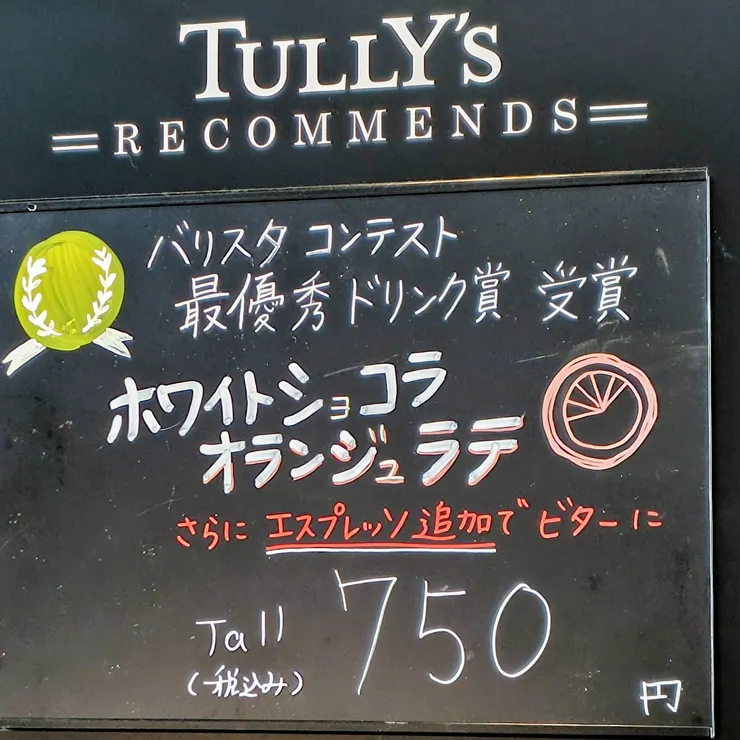 TULLY'S
RECOMMENDS
バリスタ コンテスト
最優秀ドリンク賞 受賞
ホワイトショコラ
オランジュラテ
さらに エスプレッソ追加で ビターに
Tall 750
(税込み)
円